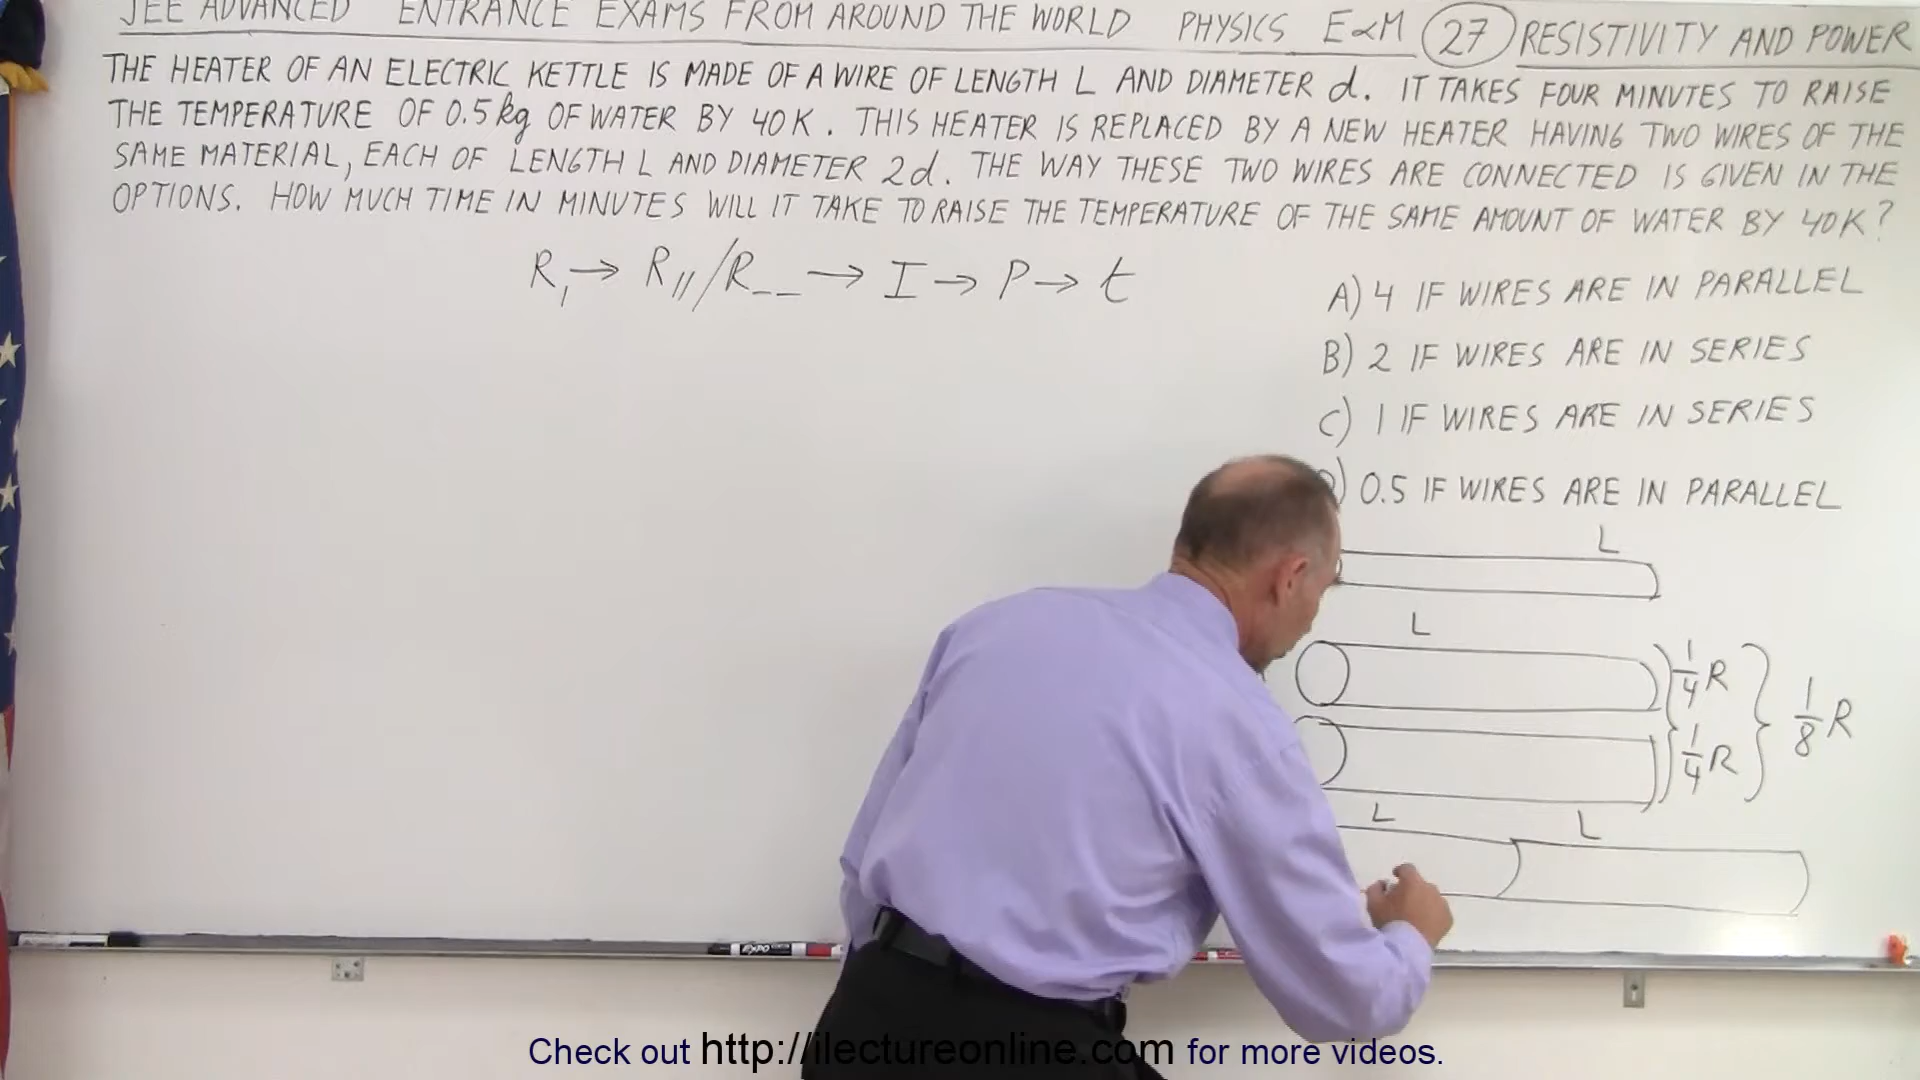 JEE ADVANCED ENTRANCE EXAMS FROM AROUND THE WORLD PHYSICS E&M 27 RESISTIVITY AND POWER
THE HEATER OF AN ELECTRIC KETTLE IS MADE OF A WIRE OF LENGTH L AND DIAMETER d. IT TAKES FOUR MINUTES TO RAISE
THE TEMPERATURE OF 0.5 kg OF WATER BY 40K. THIS HEATER IS REPLACED BY A NEW HEATER HAVING TWO WIRES OF THE
SAME MATERIAL, EACH OF LENGTH L AND DIAMETER 2d. THE WAY THESE TWO WIRES ARE CONNECTED IS GIVEN IN THE
OPTIONS. HOW MUCH TIME IN MINUTES WILL IT TAKE TO RAISE THE TEMPERATURE OF THE SAME AMOUNT OF WATER BY 40K?
R₁ → R∥/R__ → I → P → t
A) 4 IF WIRES ARE IN PARALLEL
B) 2 IF WIRES ARE IN SERIES
C) 1 IF WIRES ARE IN SERIES
) 0.5 IF WIRES ARE IN PARALLEL
L
L
1/4 R
1/8 R
1/4 R
L L
EXPO
Check out http://ilectureonline.com for more videos.